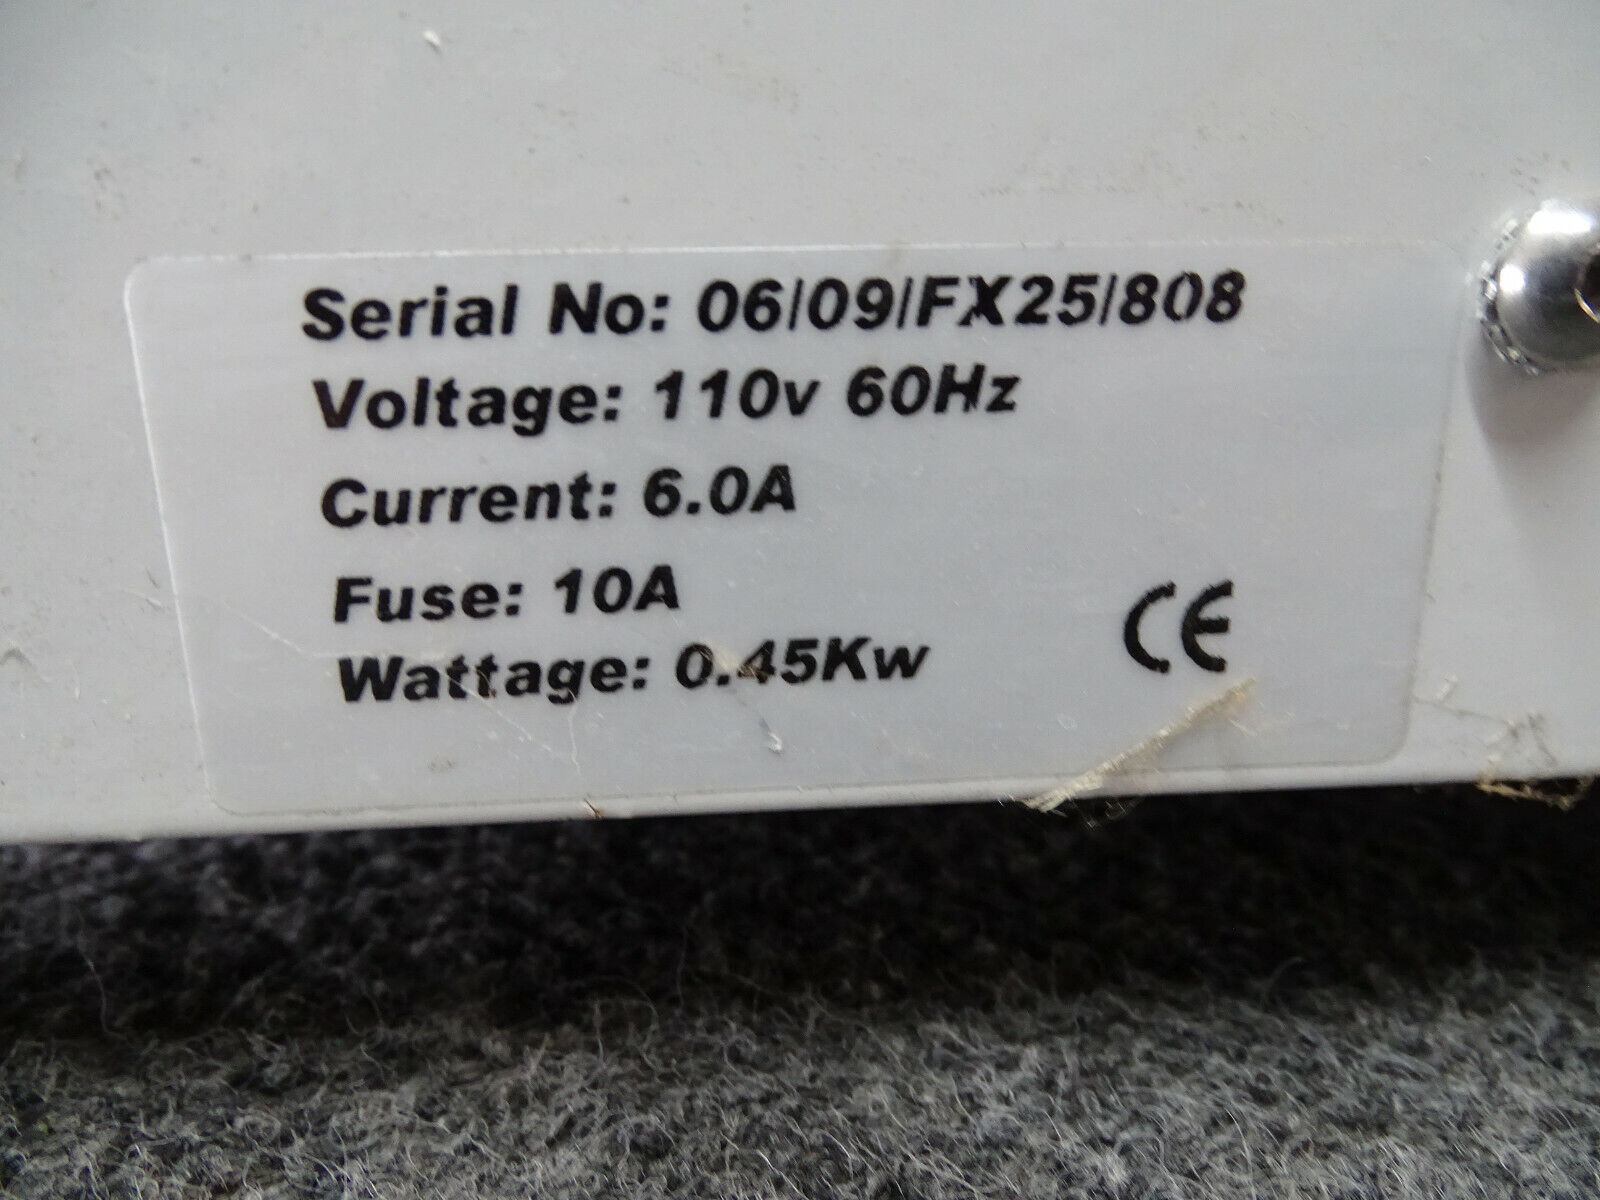 Serial No: 06/09/FX25/808
Voltage: 110v 60Hz
Current: 6.0A
Fuse: 10A
Wattage: 0.45Kw
CE